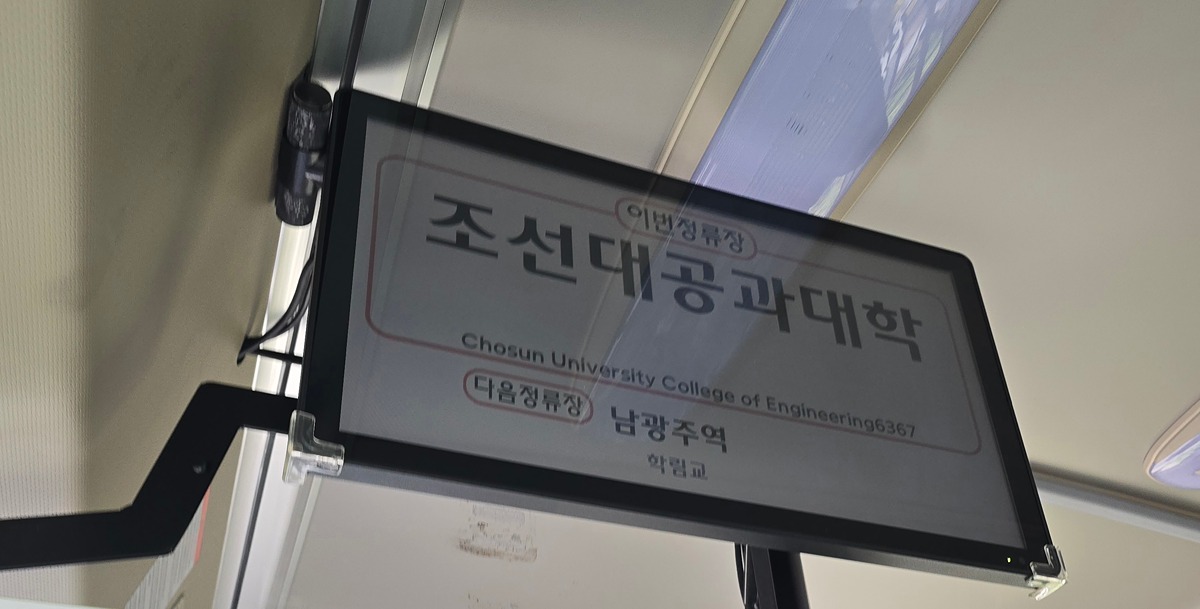 이번정류장
조선대공과대학
Chosun University College of Engineering6367
다음정류장 남광주역
학림교